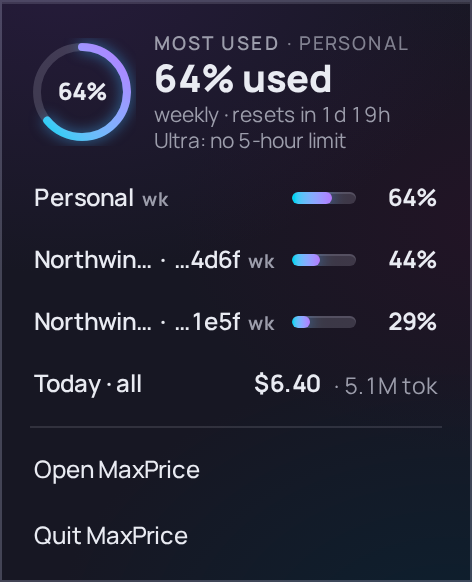 MOST USED · PERSONAL
64%
64% used
weekly · resets in 1d 19h
Ultra: no 5-hour limit
Personal wk 64%
Northwin… · …4d6f wk 44%
Northwin… · …1e5f wk 29%
Today · all $6.40 · 5.1M tok
Open MaxPrice
Quit MaxPrice